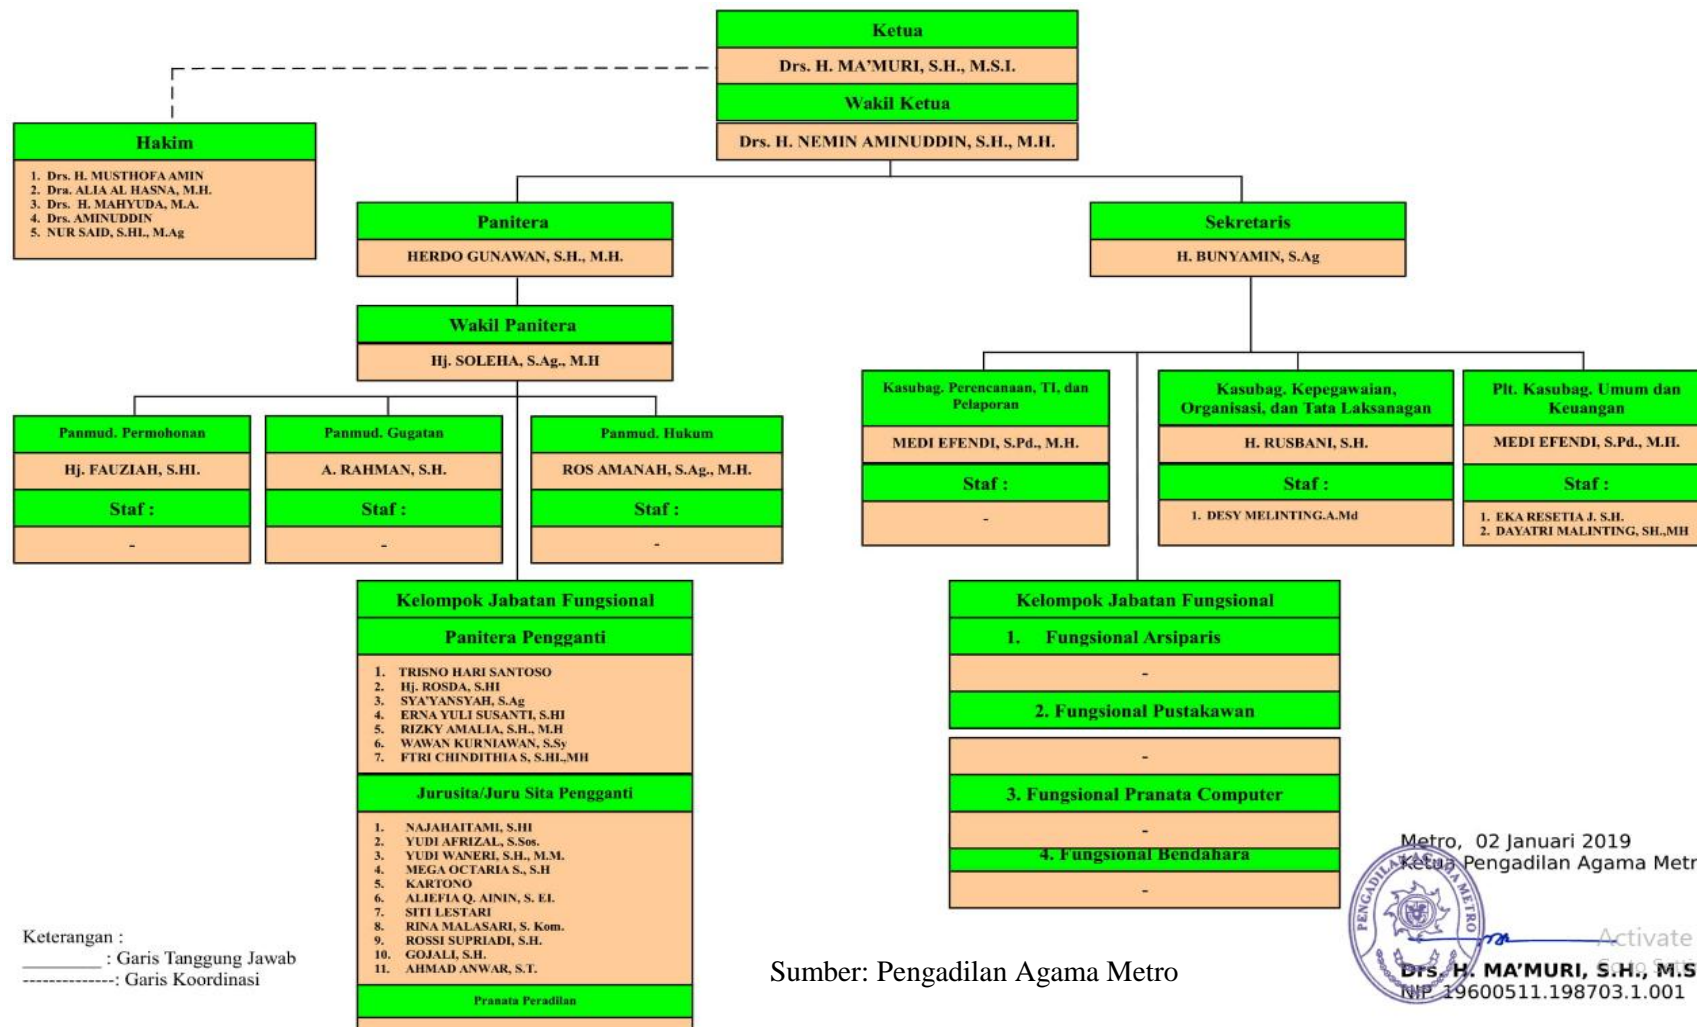 Ketua
Drs. H. MA'MURI, S.H., M.S.I.
Wakil Ketua
Drs. H. NEMIN AMINUDDIN, S.H., M.H.
Hakim
1. Drs. H. MUSTHOFA AMIN
2. Dra. ALIA AL HASNA, M.H.
3. Drs. H. MAHYUDA, M.A.
4. Drs. AMINUDDIN
5. NUR SAID, S.HI., M.Ag
Panitera
HERDO GUNAWAN, S.H., M.H.
Sekretaris
H. BUNYAMIN, S.Ag
Wakil Panitera
Hj. SOLEHA, S.Ag., M.H
Panmud. Permohonan
Hj. FAUZIAH, S.HI.
Staf :
-
Panmud. Gugatan
A. RAHMAN, S.H.
Staf :
-
Panmud. Hukum
ROS AMANAH, S.Ag., M.H.
Staf :
-
Kasubag. Perencanaan, TI, dan
Pelaporan
MEDI EFENDI, S.Pd., M.H.
Staf :
-
Kasubag. Kepegawaian,
Organisasi, dan Tata Laksanagan
H. RUSBANI, S.H.
Staf :
1. DESY MELINTING.A.Md
Plt. Kasubag. Umum dan
Keuangan
MEDI EFENDI, S.Pd., M.H.
Staf :
1. EKA RESETIA J. S.H.
2. DAYATRI MALINTING, SH.,MH
Kelompok Jabatan Fungsional
Panitera Pengganti
1. TRISNO HARI SANTOSO
2. Hj. ROSDA, S.HI
3. SYA'YANSYAH, S.Ag
4. ERNA YULI SUSANTI, S.HI
5. RIZKY AMALIA, S.H., M.H
6. WAWAN KURNIAWAN, S.Sy
7. FTRI CHINDITHIA S, S.HI.,MH
Jurusita/Juru Sita Pengganti
1. NAJAHAITAMI, S.HI
2. YUDI AFRIZAL, S.Sos.
3. YUDI WANERI, S.H., M.M.
4. MEGA OCTARIA S., S.H
5. KARTONO
6. ALIEFIA Q. AININ, S. EI.
7. SITI LESTARI
8. RINA MALASARI, S. Kom.
9. ROSSI SUPRIADI, S.H.
10. GOJALI, S.H.
11. AHMAD ANWAR, S.T.
Pranata Peradilan
Kelompok Jabatan Fungsional
1. Fungsional Arsiparis
-
2. Fungsional Pustakawan
-
3. Fungsional Pranata Computer
-
4. Fungsional Bendahara
-
Keterangan :
_________ : Garis Tanggung Jawab
--------------: Garis Koordinasi
Sumber: Pengadilan Agama Metro
Metro, 02 Januari 2019
Ketua Pengadilan Agama Metr
PENGADILAN AGAMA METRO
Activate
Drs. H. MA'MURI, S.H., M.S
NIP. 19600511.198703.1.001